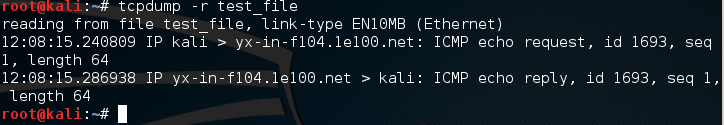 root@kali:~# tcpdump -r test_file
reading from file test_file, link-type EN10MB (Ethernet)
12:08:15.240809 IP kali > yx-in-f104.1e100.net: ICMP echo request, id 1693, seq
1, length 64
12:08:15.286938 IP yx-in-f104.1e100.net > kali: ICMP echo reply, id 1693, seq 1,
 length 64
root@kali:~#